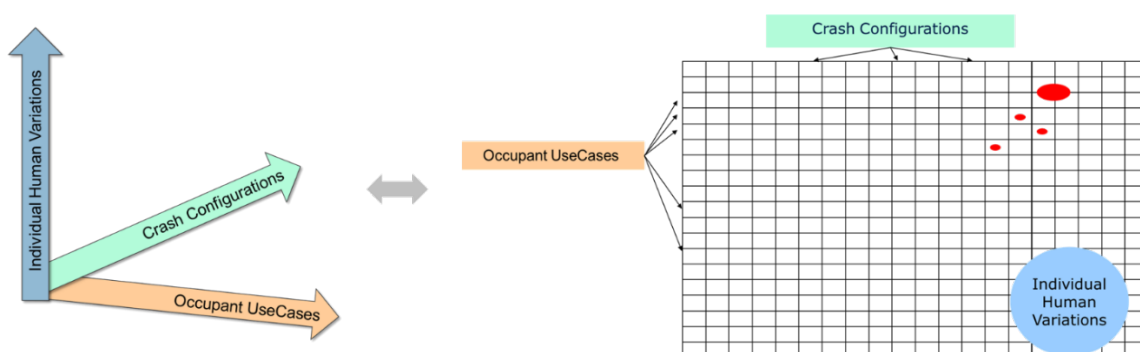 Individual Human Variations
Crash Configurations
Occupant UseCases
Crash Configurations
Occupant UseCases
Individual
Human
Variations